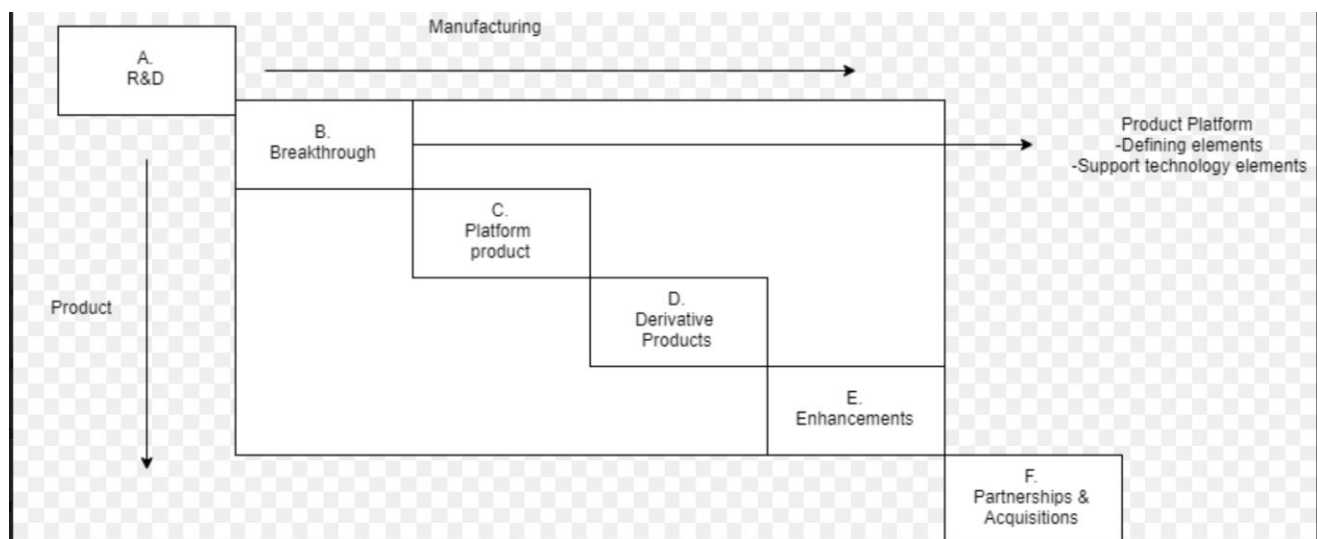 Manufacturing
A.
R&D
B.
Breakthrough
Product Platform
-Defining elements
-Support technology elements
C.
Platform
product
Product
D.
Derivative
Products
E.
Enhancements
F.
Partnerships &
Acquisitions